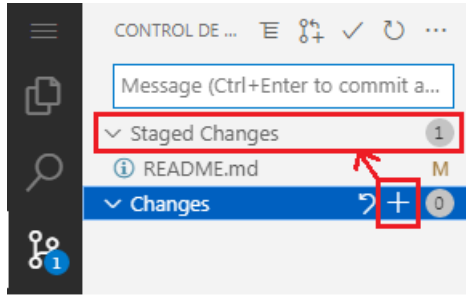 CONTROL DE ...
Message (Ctrl+Enter to commit a...
Staged Changes 1
README.md M
Changes 0
1